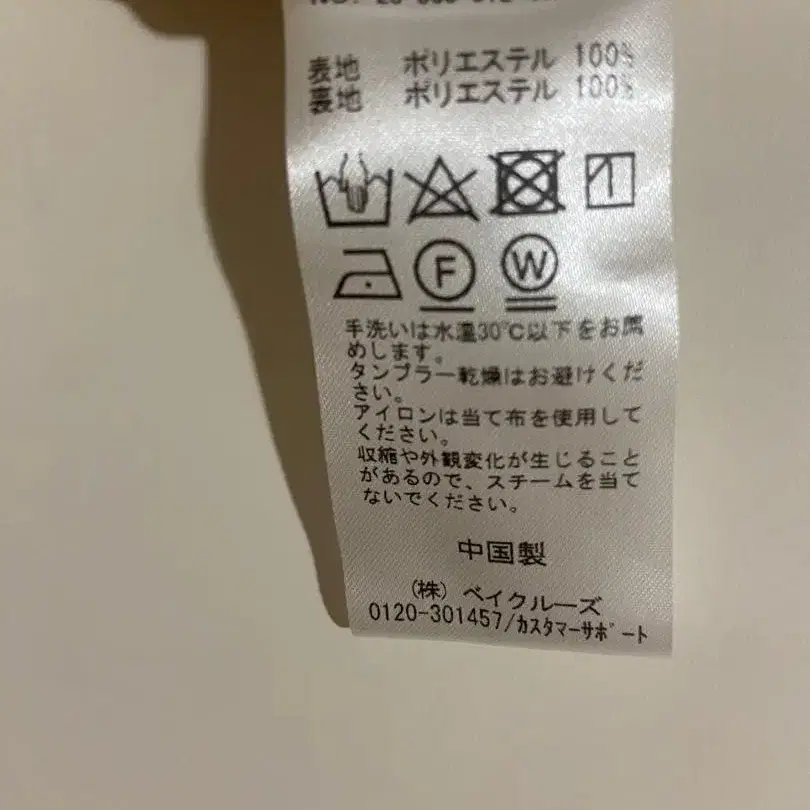 表地 ポリエステル 100%
裏地 ポリエステル 100%
F
W
手洗いは水温30℃以下をお薦
めします。
タンブラー乾燥はお避けくだ
さい。
アイロンは当て布を使用して
ください。
収縮や外観変化が生じること
があるので、スチームを当て
ないでください。
中国製
(株) ベイクルーズ
0120-301457/カスタマーサポート